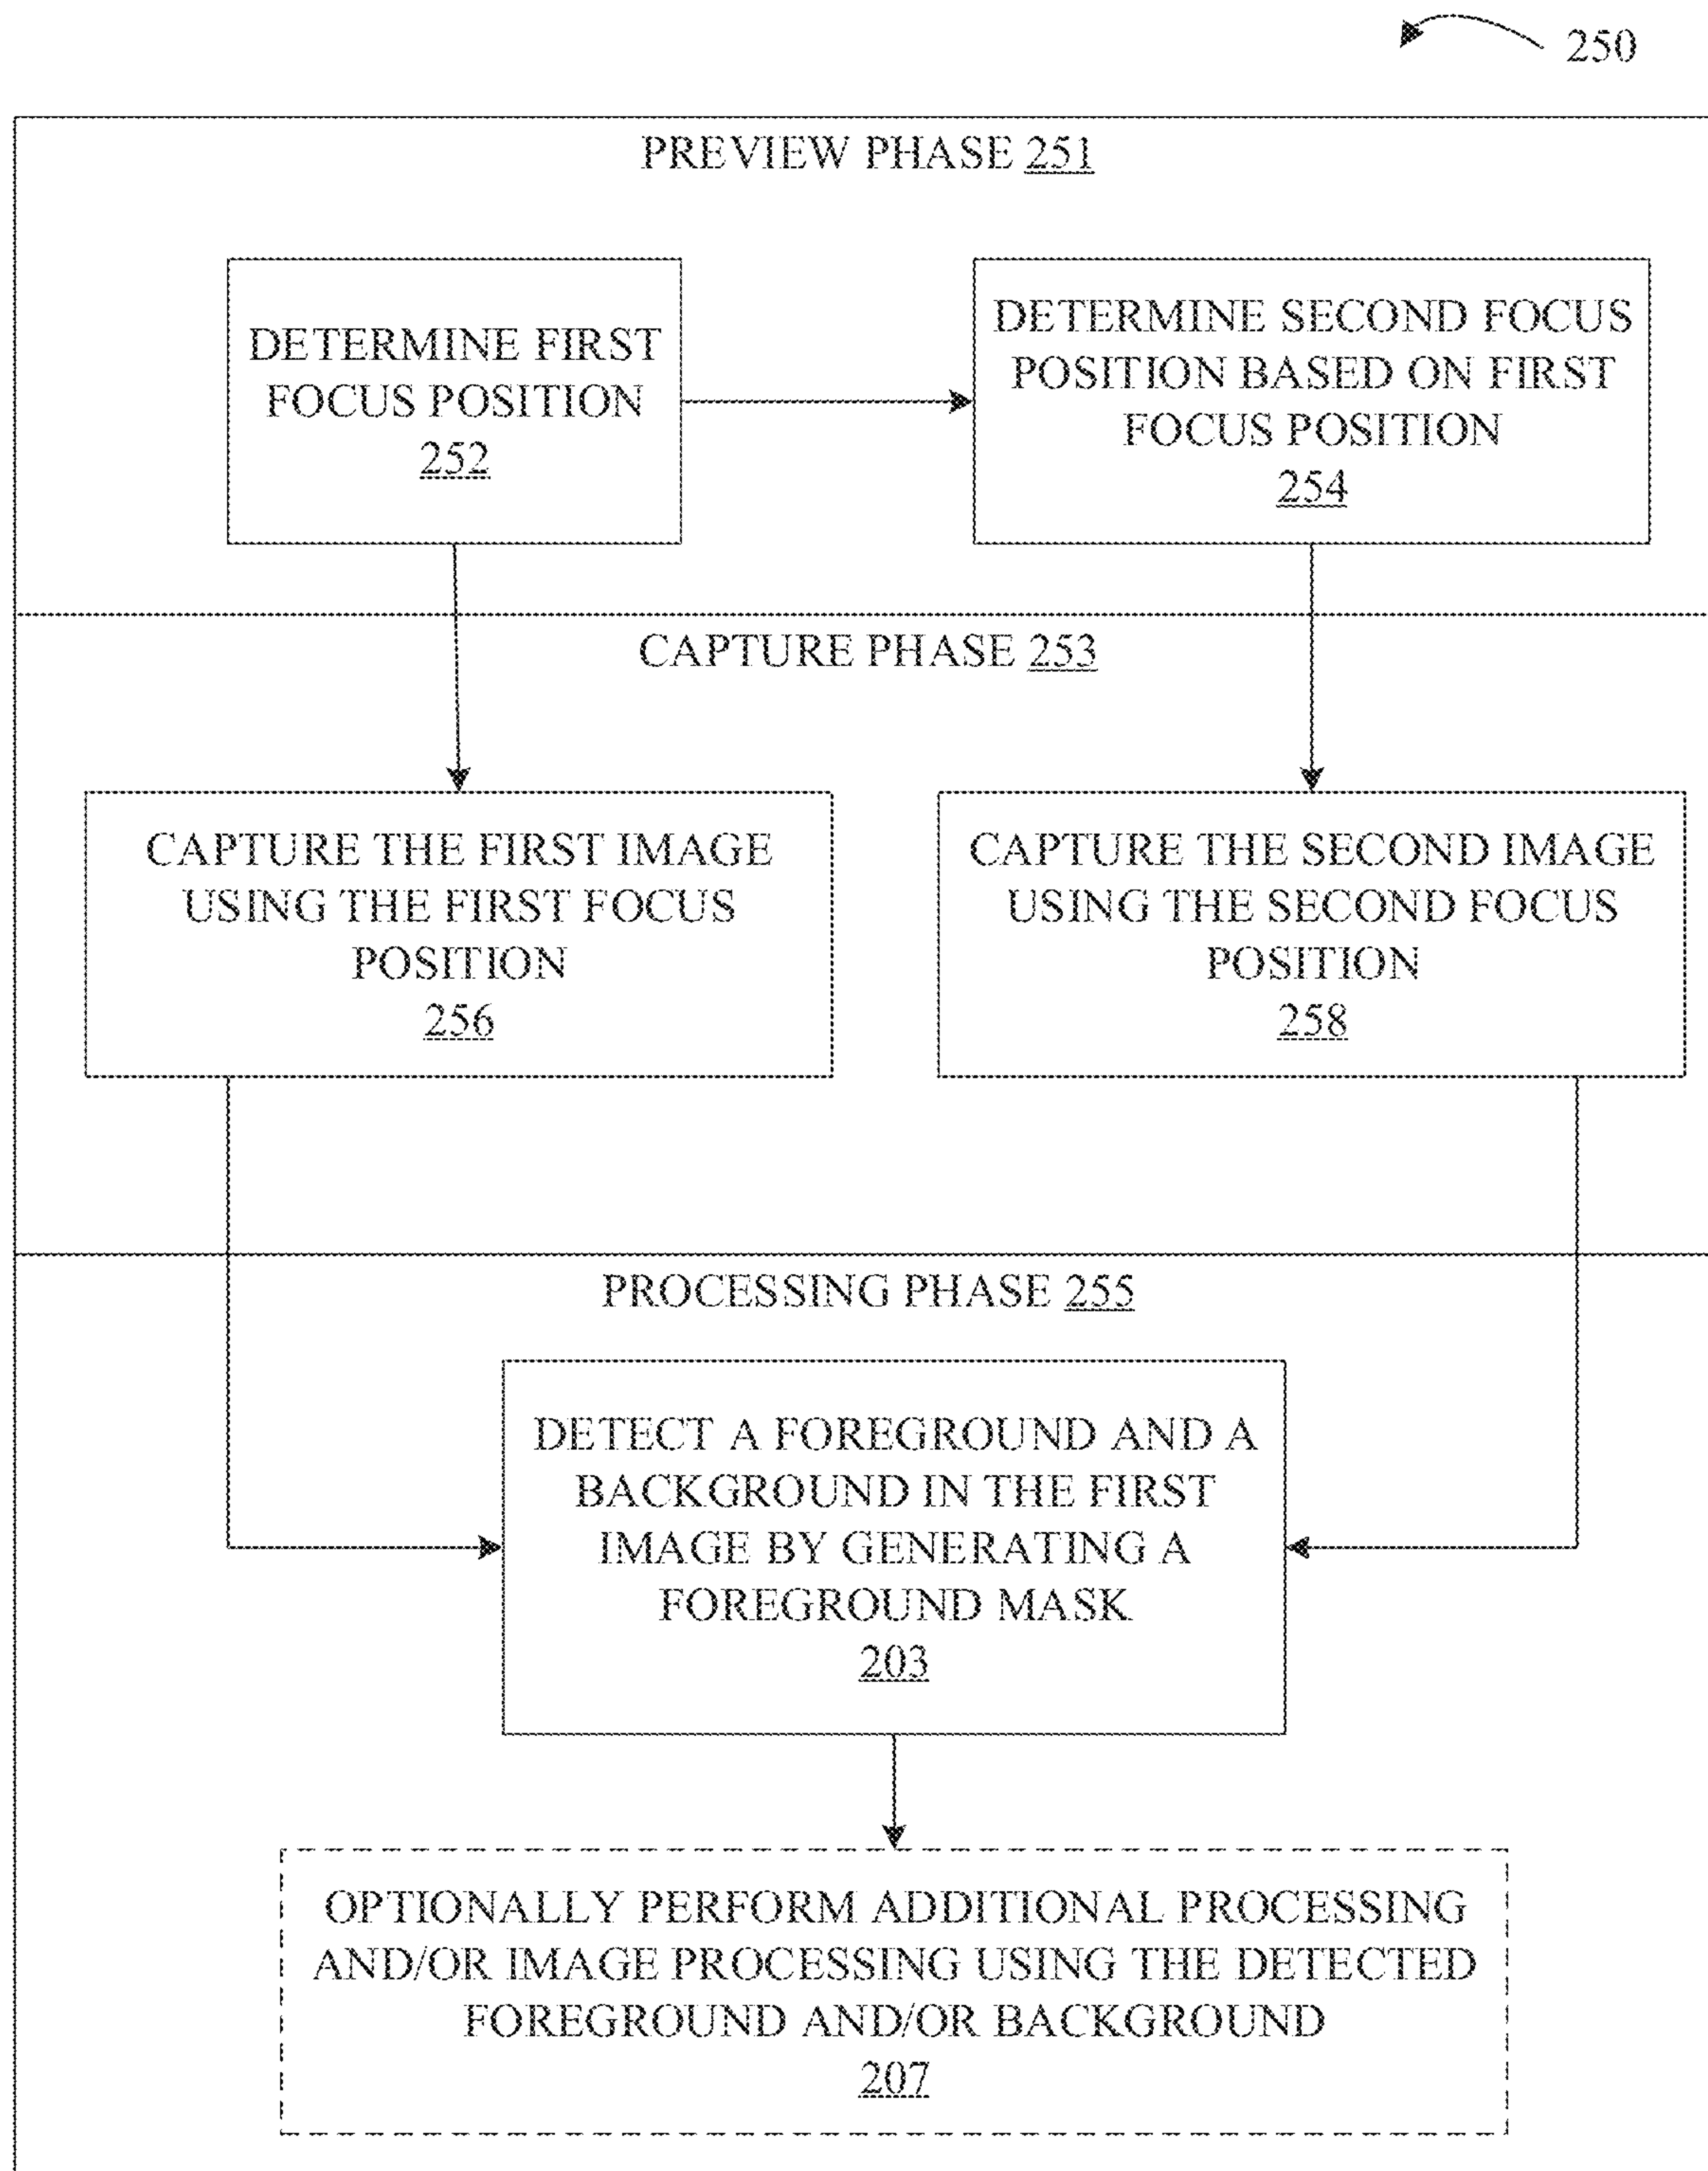 250
PREVIEW PHASE 251
DETERMINE FIRST
FOCUS POSITION
252
DETERMINE SECOND FOCUS
POSITION BASED ON FIRST
FOCUS POSITION
254
CAPTURE PHASE 253
CAPTURE THE FIRST IMAGE
USING THE FIRST FOCUS
POSITION
256
CAPTURE THE SECOND IMAGE
USING THE SECOND FOCUS
POSITION
258
PROCESSING PHASE 255
DETECT A FOREGROUND AND A
BACKGROUND IN THE FIRST
IMAGE BY GENERATING A
FOREGROUND MASK
203
OPTIONALLY PERFORM ADDITIONAL PROCESSING
AND/OR IMAGE PROCESSING USING THE DETECTED
FOREGROUND AND/OR BACKGROUND
207